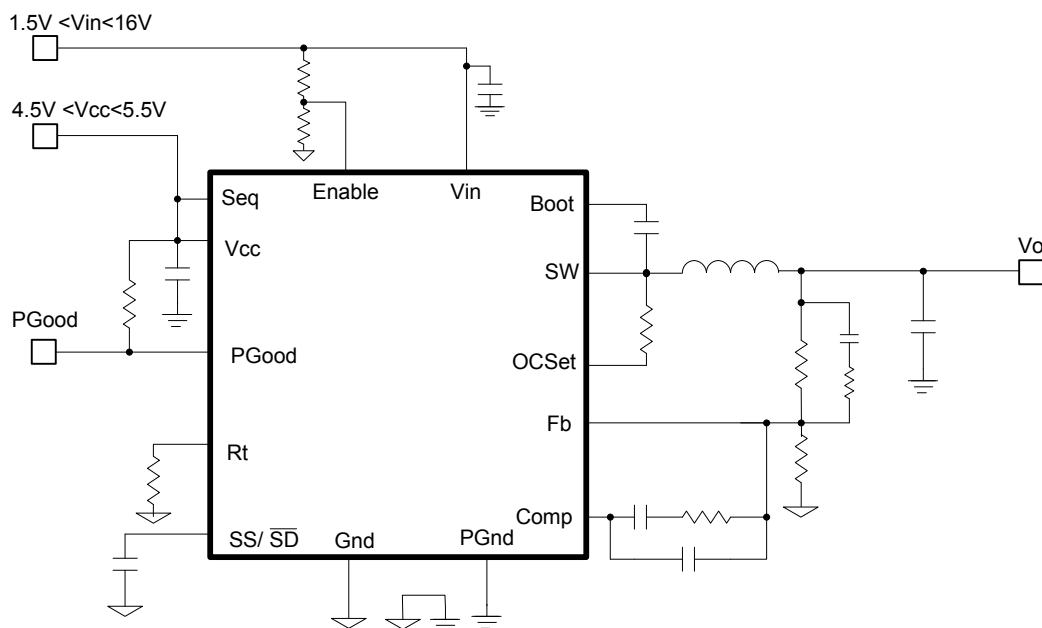 1.5V <Vin<16V
4.5V <Vcc<5.5V
Enable
Vin
Seq
Boot
Vcc
SW
Vo
PGood
PGood
OCSet
Fb
Rt
Comp
SS/ SD
Gnd
PGnd